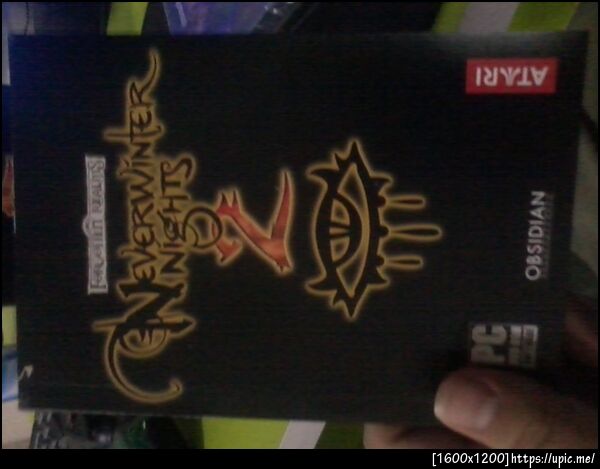 FORGOTTEN REALMS
NEVERWINTER
NIGHTS
2
ATARI
OBSIDIAN
PC
[1600x1200]https://upic.me/